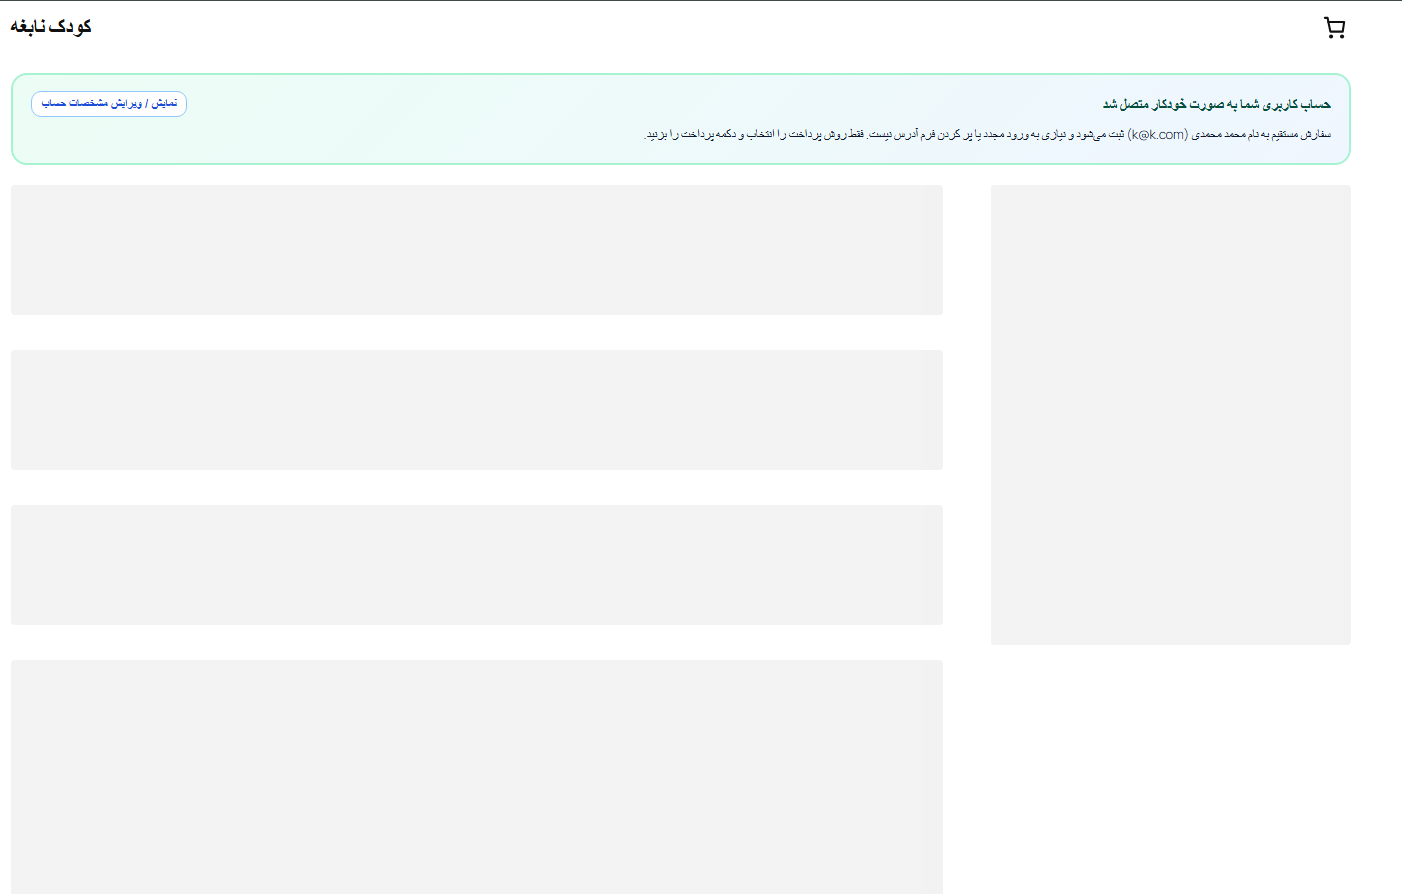 کودک نابغه
حساب کاربری شما به صورت خودکار متصل شد
نمایش / ویرایش مشخصات حساب
سفارش مستقیم به نام محمد محمدی (k@k.com) ثبت می‌شود و نیازی به ورود مجدد یا پر کردن فرم آدرس نیست. فقط روش پرداخت را انتخاب و دکمه پرداخت را بزنید.